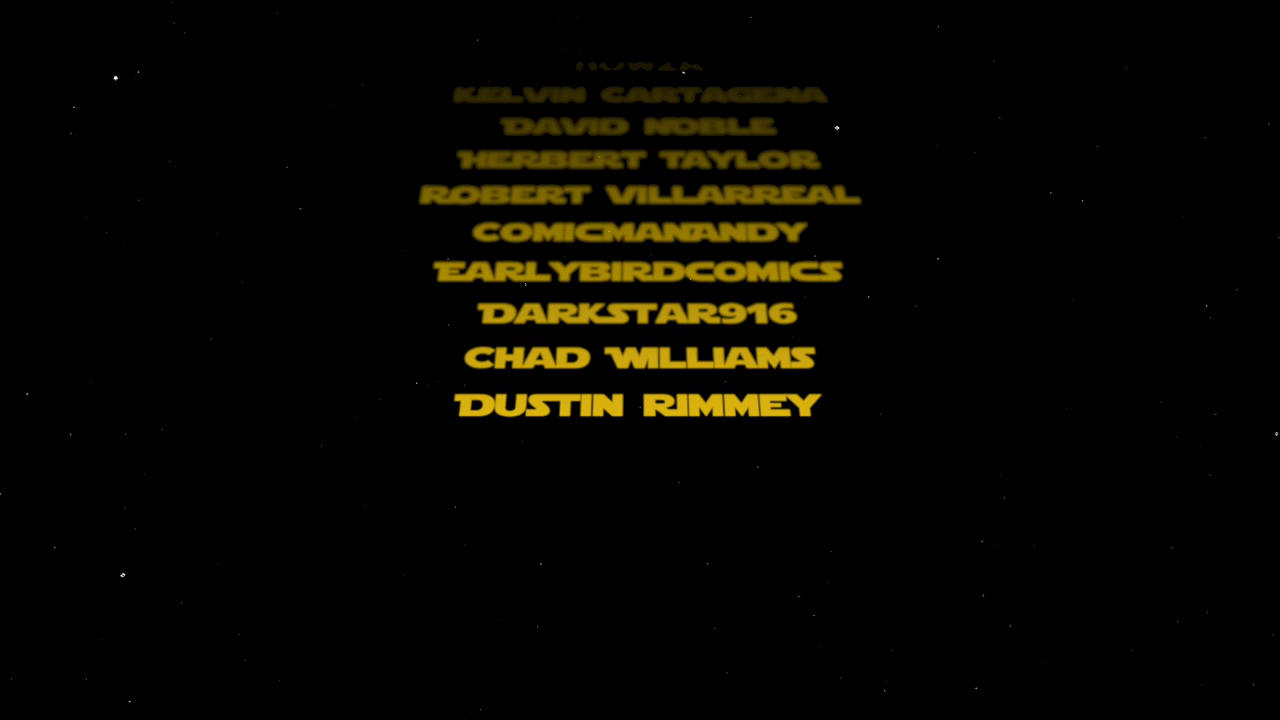 KELVIN CARTAGENA
DAVID NOBLE
HERBERT TAYLOR
ROBERT VILLARREAL
COMICMANANDY
EARLYBIRDCOMICS
DARKSTAR916
CHAD WILLIAMS
DUSTIN RIMMEY